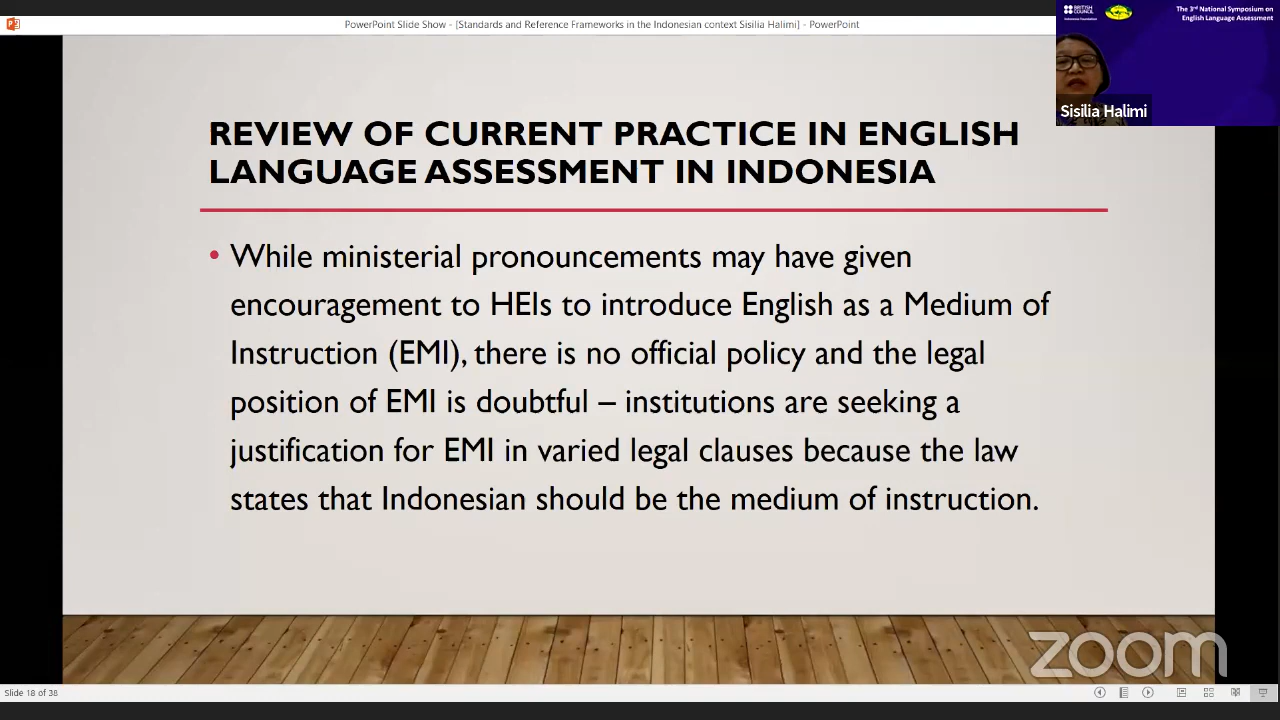 PowerPoint Slide Show - [Standards and Reference Frameworks in the Indonesian context Sisilia Halimi] - PowerPoint
BRITISH
COUNCIL
The 3rd National Symposium on
English Language Assessment
Sisilia Halimi
REVIEW OF CURRENT PRACTICE IN ENGLISH
LANGUAGE ASSESSMENT IN INDONESIA
• While ministerial pronouncements may have given
encouragement to HEIs to introduce English as a Medium of
Instruction (EMI), there is no official policy and the legal
position of EMI is doubtful – institutions are seeking a
justification for EMI in varied legal clauses because the law
states that Indonesian should be the medium of instruction.
zoom
Slide 18 of 38